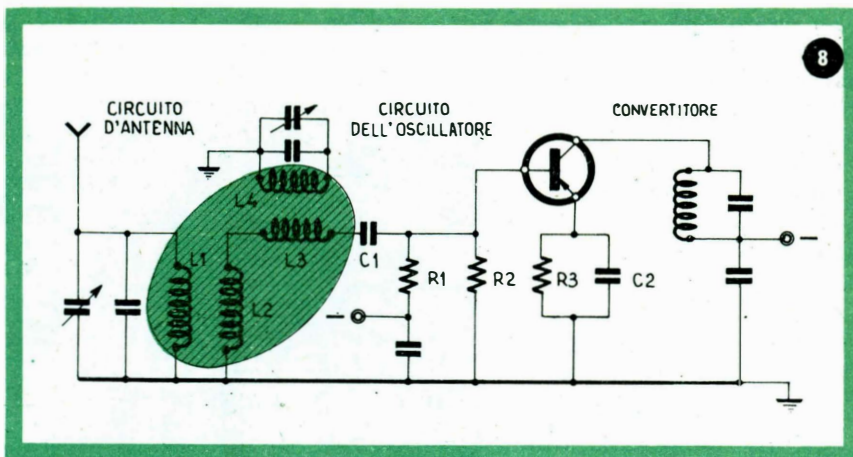 8
CIRCUITO
D'ANTENNA
CIRCUITO
DELL'OSCILLATORE
CONVERTITORE
L4
L1
L3
C1
L2
R1
R2
R3
C2
-
-